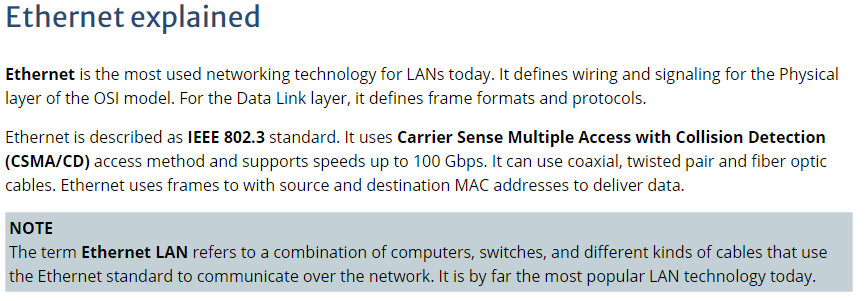 Ethernet explained
Ethernet is the most used networking technology for LANs today. It defines wiring and signaling for the Physical
layer of the OSI model. For the Data Link layer, it defines frame formats and protocols.
Ethernet is described as IEEE 802.3 standard. It uses Carrier Sense Multiple Access with Collision Detection
(CSMA/CD) access method and supports speeds up to 100 Gbps. It can use coaxial, twisted pair and fiber optic
cables. Ethernet uses frames to with source and destination MAC addresses to deliver data.
NOTE
The term Ethernet LAN refers to a combination of computers, switches, and different kinds of cables that use
the Ethernet standard to communicate over the network. It is by far the most popular LAN technology today.